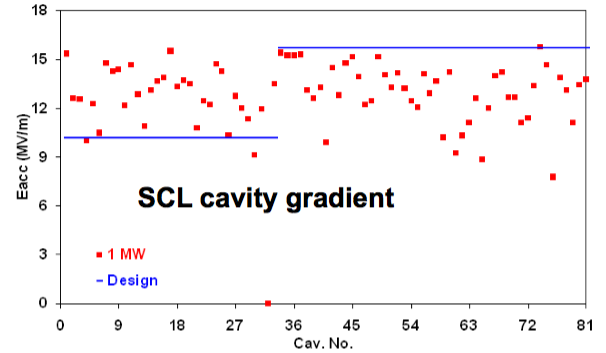 Eacc (MV/m)
18
15
12
9
6
3
0
SCL cavity gradient
1 MW
Design
0 9 18 27 36 45 54 63 72 81
Cav. No.